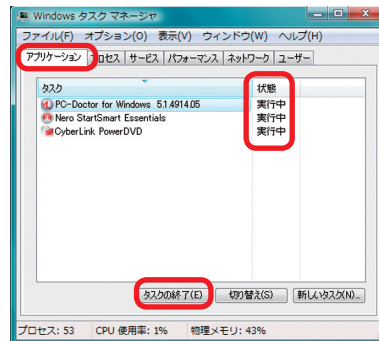 Windows タスク マネージャ
ファイル(F) オプション(O) 表示(V) ウィンドウ(W) ヘルプ(H)
アプリケーション プロセス サービス パフォーマンス ネットワーク ユーザー
タスク 状態
PC-Doctor for Windows 5.1.4914.05 実行中
Nero StartSmart Essentials 実行中
CyberLink PowerDVD 実行中
タスクの終了(E) 切り替え(S) 新しいタスク(N)...
プロセス: 53 CPU 使用率: 1% 物理メモリ: 43%